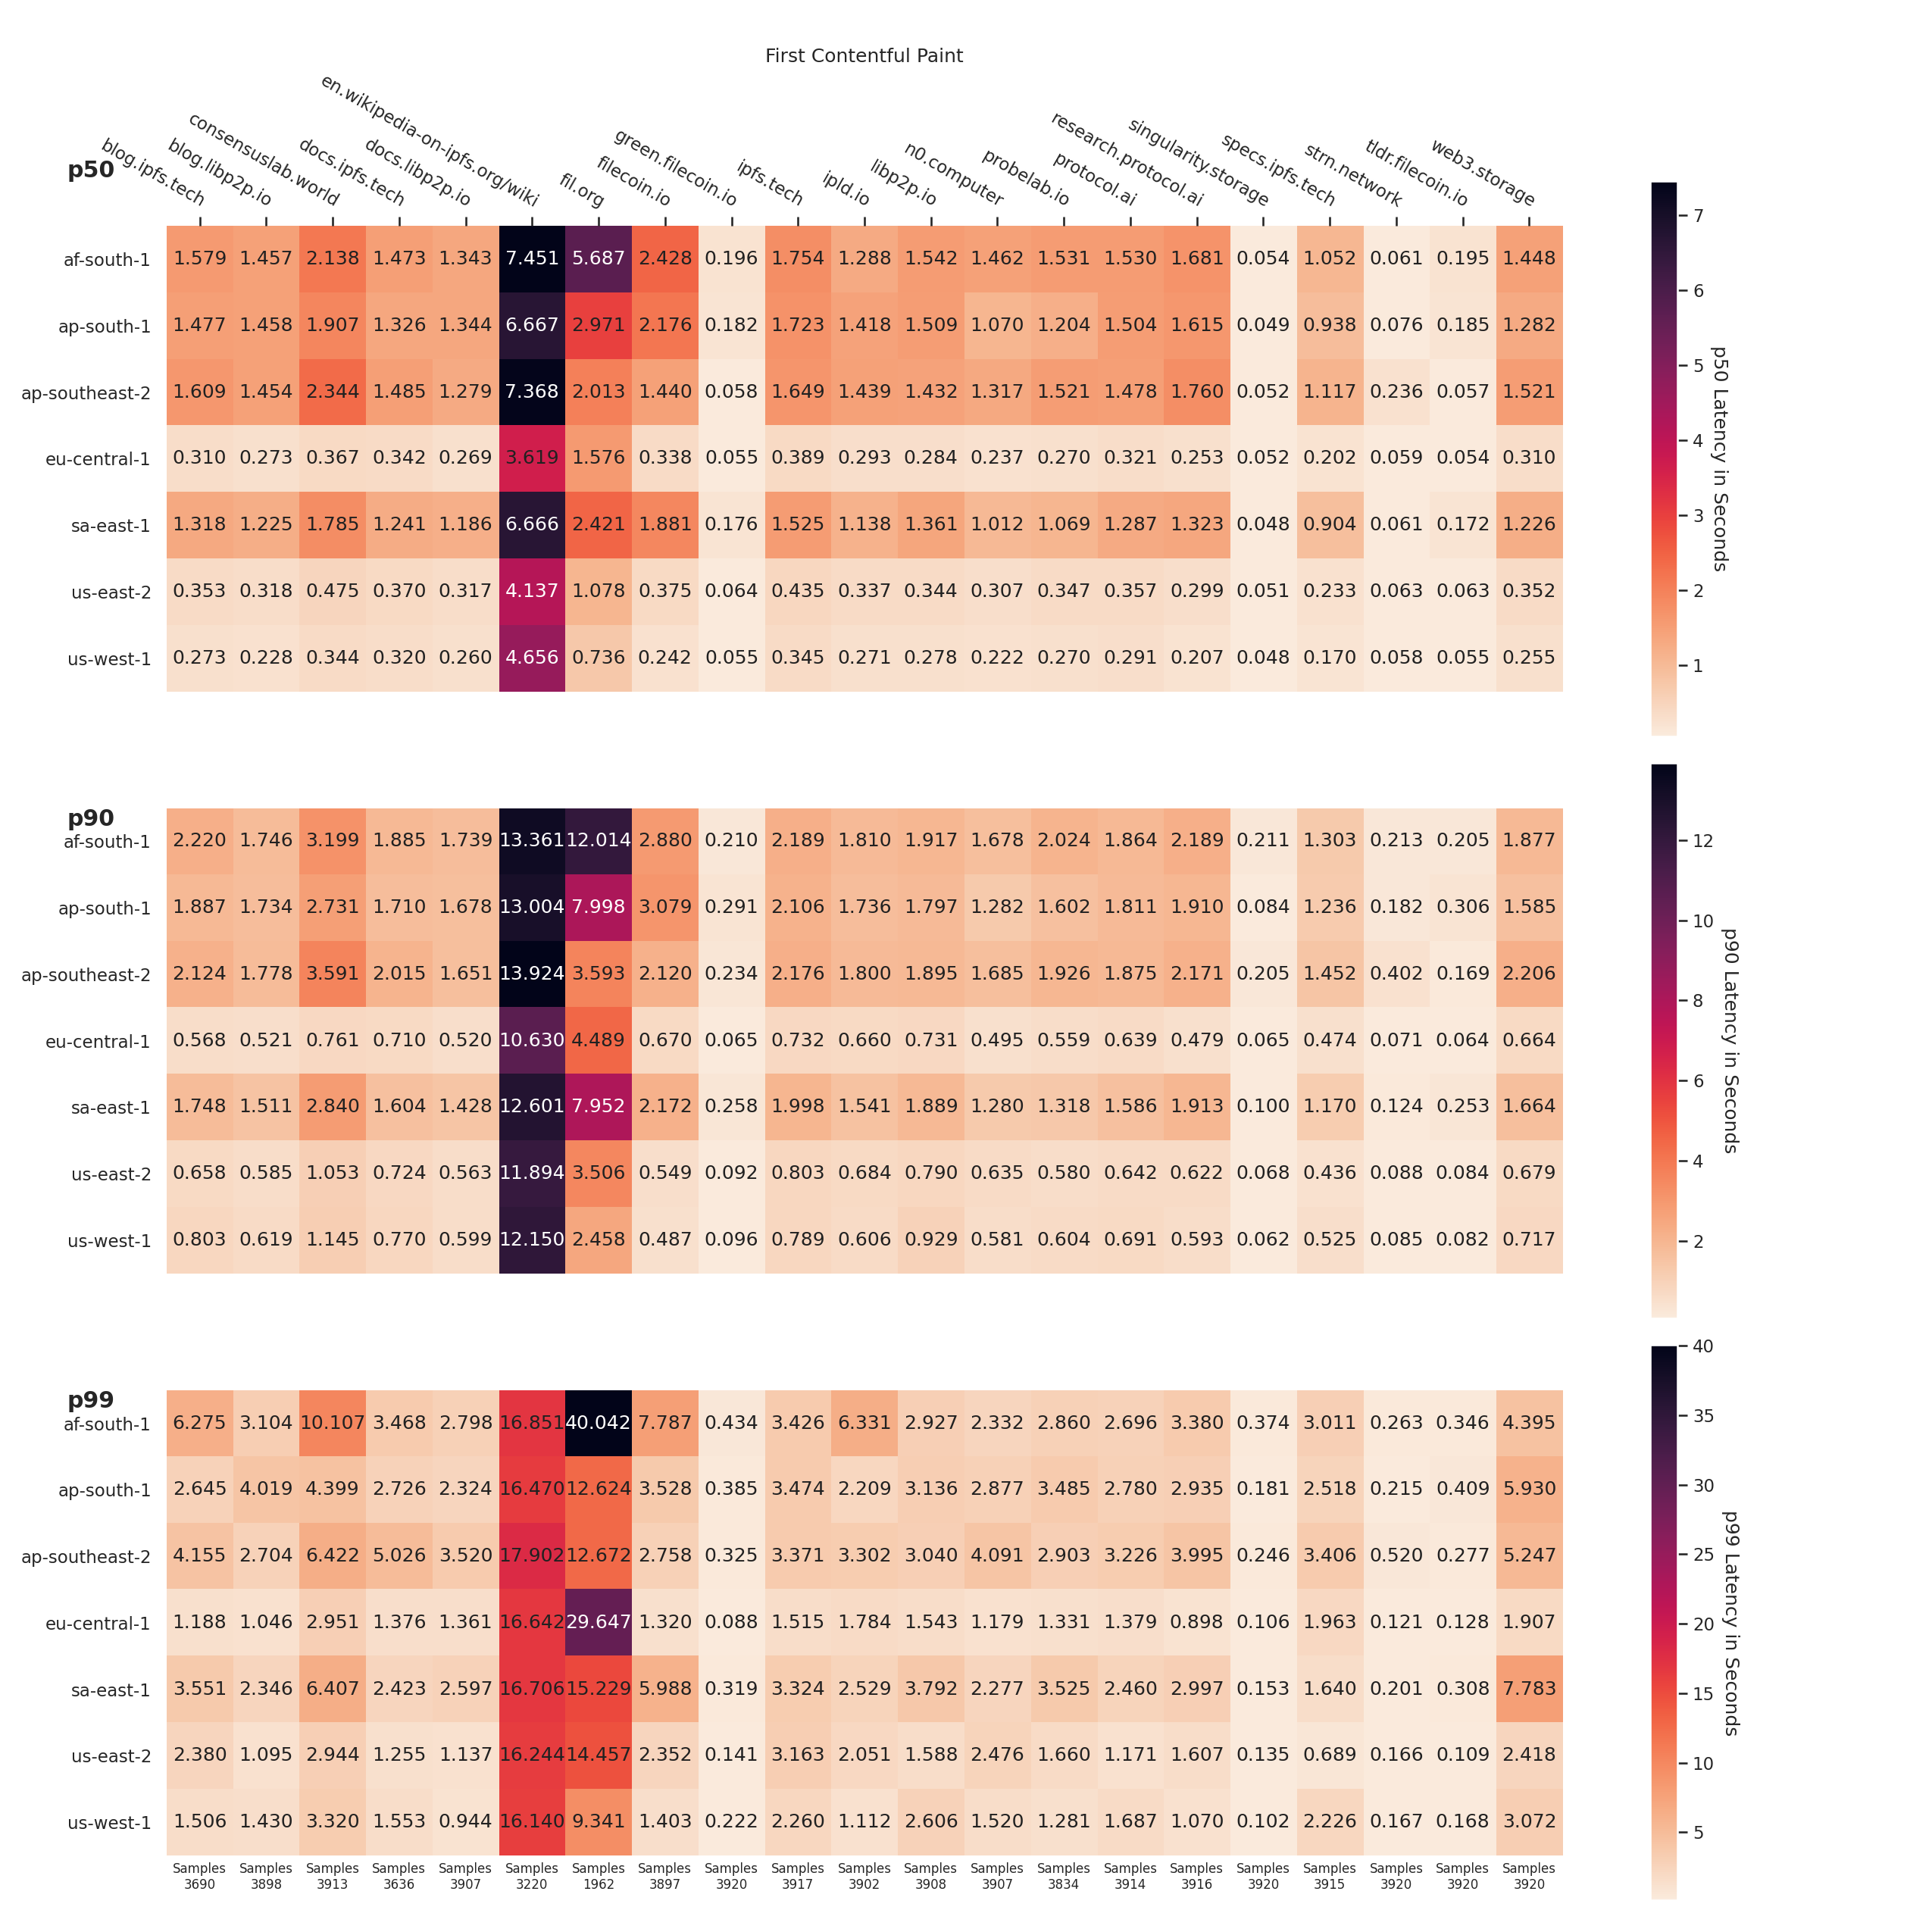 First Contentful Paint
p50
blog.ipfs.tech
blog.libp2p.io
consensuslab.world
docs.ipfs.tech
docs.libp2p.io
en.wikipedia-on-ipfs.org/wiki
fil.org
filecoin.io
green.filecoin.io
ipfs.tech
ipld.io
libp2p.io
n0.computer
probelab.io
protocol.ai
research.protocol.ai
singularity.storage
specs.ipfs.tech
strn.network
tldr.filecoin.io
web3.storage
af-south-1 1.579 1.457 2.138 1.473 1.343 7.451 5.687 2.428 0.196 1.754 1.288 1.542 1.462 1.531 1.530 1.681 0.054 1.052 0.061 0.195 1.448
ap-south-1 1.477 1.458 1.907 1.326 1.344 6.667 2.971 2.176 0.182 1.723 1.418 1.509 1.070 1.204 1.504 1.615 0.049 0.938 0.076 0.185 1.282
ap-southeast-2 1.609 1.454 2.344 1.485 1.279 7.368 2.013 1.440 0.058 1.649 1.439 1.432 1.317 1.521 1.478 1.760 0.052 1.117 0.236 0.057 1.521
eu-central-1 0.310 0.273 0.367 0.342 0.269 3.619 1.576 0.338 0.055 0.389 0.293 0.284 0.237 0.270 0.321 0.253 0.052 0.202 0.059 0.054 0.310
sa-east-1 1.318 1.225 1.785 1.241 1.186 6.666 2.421 1.881 0.176 1.525 1.138 1.361 1.012 1.069 1.287 1.323 0.048 0.904 0.061 0.172 1.226
us-east-2 0.353 0.318 0.475 0.370 0.317 4.137 1.078 0.375 0.064 0.435 0.337 0.344 0.307 0.347 0.357 0.299 0.051 0.233 0.063 0.063 0.352
us-west-1 0.273 0.228 0.344 0.320 0.260 4.656 0.736 0.242 0.055 0.345 0.271 0.278 0.222 0.270 0.291 0.207 0.048 0.170 0.058 0.055 0.255
7
6
5
4
3
2
1
p50 Latency in Seconds
p90
af-south-1 2.220 1.746 3.199 1.885 1.739 13.361 12.014 2.880 0.210 2.189 1.810 1.917 1.678 2.024 1.864 2.189 0.211 1.303 0.213 0.205 1.877
ap-south-1 1.887 1.734 2.731 1.710 1.678 13.004 7.998 3.079 0.291 2.106 1.736 1.797 1.282 1.602 1.811 1.910 0.084 1.236 0.182 0.306 1.585
ap-southeast-2 2.124 1.778 3.591 2.015 1.651 13.924 3.593 2.120 0.234 2.176 1.800 1.895 1.685 1.926 1.875 2.171 0.205 1.452 0.402 0.169 2.206
eu-central-1 0.568 0.521 0.761 0.710 0.520 10.630 4.489 0.670 0.065 0.732 0.660 0.731 0.495 0.559 0.639 0.479 0.065 0.474 0.071 0.064 0.664
sa-east-1 1.748 1.511 2.840 1.604 1.428 12.601 7.952 2.172 0.258 1.998 1.541 1.889 1.280 1.318 1.586 1.913 0.100 1.170 0.124 0.253 1.664
us-east-2 0.658 0.585 1.053 0.724 0.563 11.894 3.506 0.549 0.092 0.803 0.684 0.790 0.635 0.580 0.642 0.622 0.068 0.436 0.088 0.084 0.679
us-west-1 0.803 0.619 1.145 0.770 0.599 12.150 2.458 0.487 0.096 0.789 0.606 0.929 0.581 0.604 0.691 0.593 0.062 0.525 0.085 0.082 0.717
12
10
8
6
4
2
p90 Latency in Seconds
p99
af-south-1 6.275 3.104 10.107 3.468 2.798 16.851 40.042 7.787 0.434 3.426 6.331 2.927 2.332 2.860 2.696 3.380 0.374 3.011 0.263 0.346 4.395
ap-south-1 2.645 4.019 4.399 2.726 2.324 16.470 12.624 3.528 0.385 3.474 2.209 3.136 2.877 3.485 2.780 2.935 0.181 2.518 0.215 0.409 5.930
ap-southeast-2 4.155 2.704 6.422 5.026 3.520 17.902 12.672 2.758 0.325 3.371 3.302 3.040 4.091 2.903 3.226 3.995 0.246 3.406 0.520 0.277 5.247
eu-central-1 1.188 1.046 2.951 1.376 1.361 16.642 29.647 1.320 0.088 1.515 1.784 1.543 1.179 1.331 1.379 0.898 0.106 1.963 0.121 0.128 1.907
sa-east-1 3.551 2.346 6.407 2.423 2.597 16.706 15.229 5.988 0.319 3.324 2.529 3.792 2.277 3.525 2.460 2.997 0.153 1.640 0.201 0.308 7.783
us-east-2 2.380 1.095 2.944 1.255 1.137 16.244 14.457 2.352 0.141 3.163 2.051 1.588 2.476 1.660 1.171 1.607 0.135 0.689 0.166 0.109 2.418
us-west-1 1.506 1.430 3.320 1.553 0.944 16.140 9.341 1.403 0.222 2.260 1.112 2.606 1.520 1.281 1.687 1.070 0.102 2.226 0.167 0.168 3.072
Samples Samples Samples Samples Samples Samples Samples Samples Samples Samples Samples Samples Samples Samples Samples Samples Samples Samples Samples Samples Samples
3690 3898 3913 3636 3907 3220 1962 3897 3920 3917 3902 3908 3907 3834 3914 3916 3920 3915 3920 3920 3920
40
35
30
25
20
15
10
5
p99 Latency in Seconds